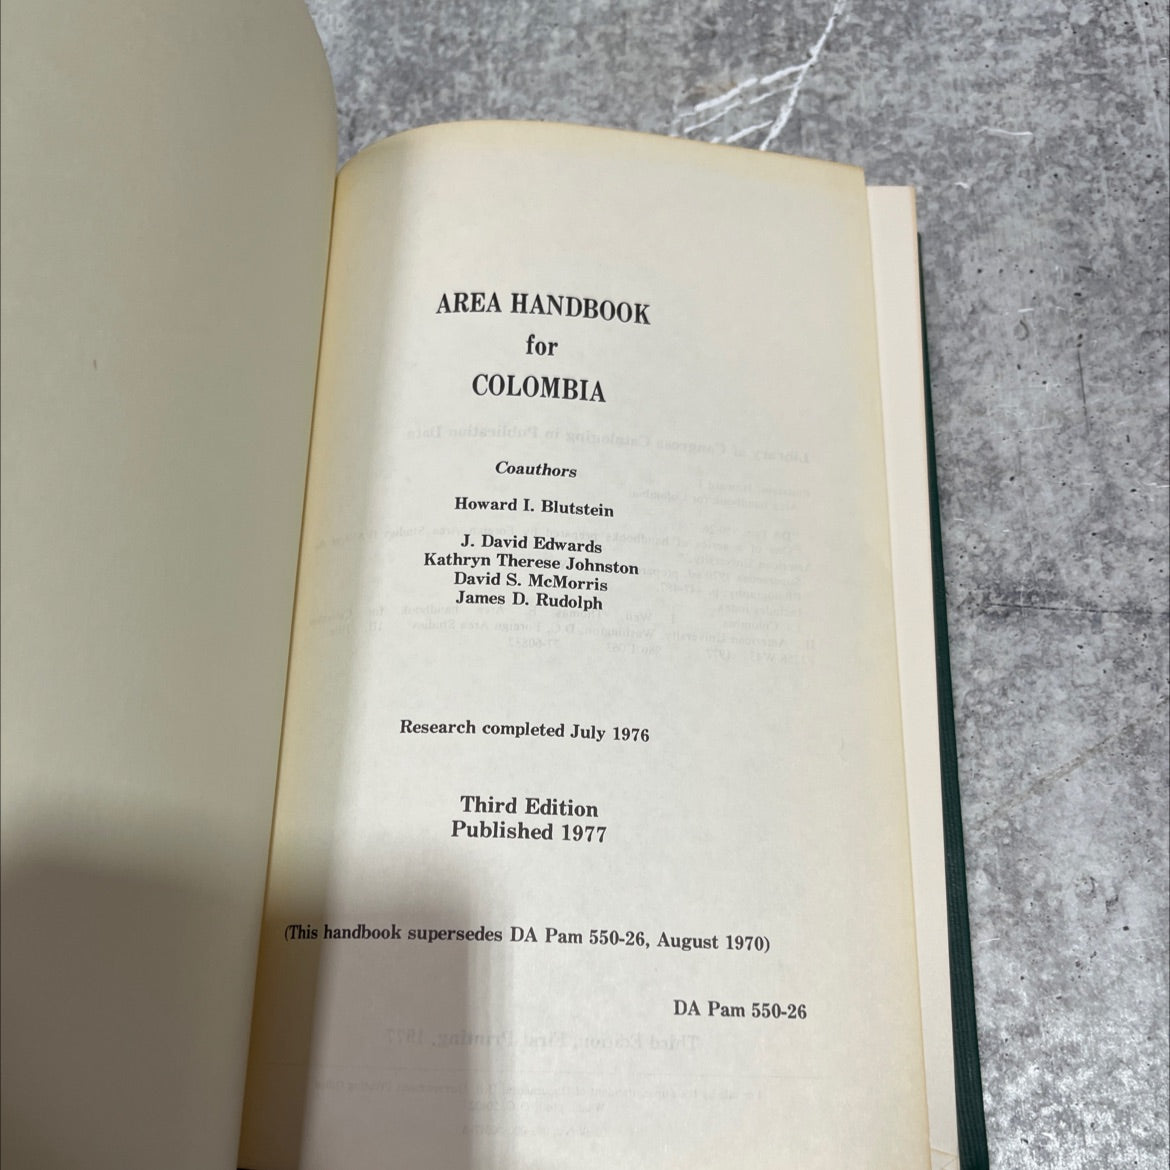 AREA HANDBOOK
for
COLOMBIA
Coauthors
Howard I. Blutstein
J. David Edwards
Kathryn Therese Johnston
David S. McMorris
James D. Rudolph
Research completed July 1976
Third Edition
Published 1977
(This handbook supersedes DA Pam 550-26, August 1970)
DA Pam 550-26